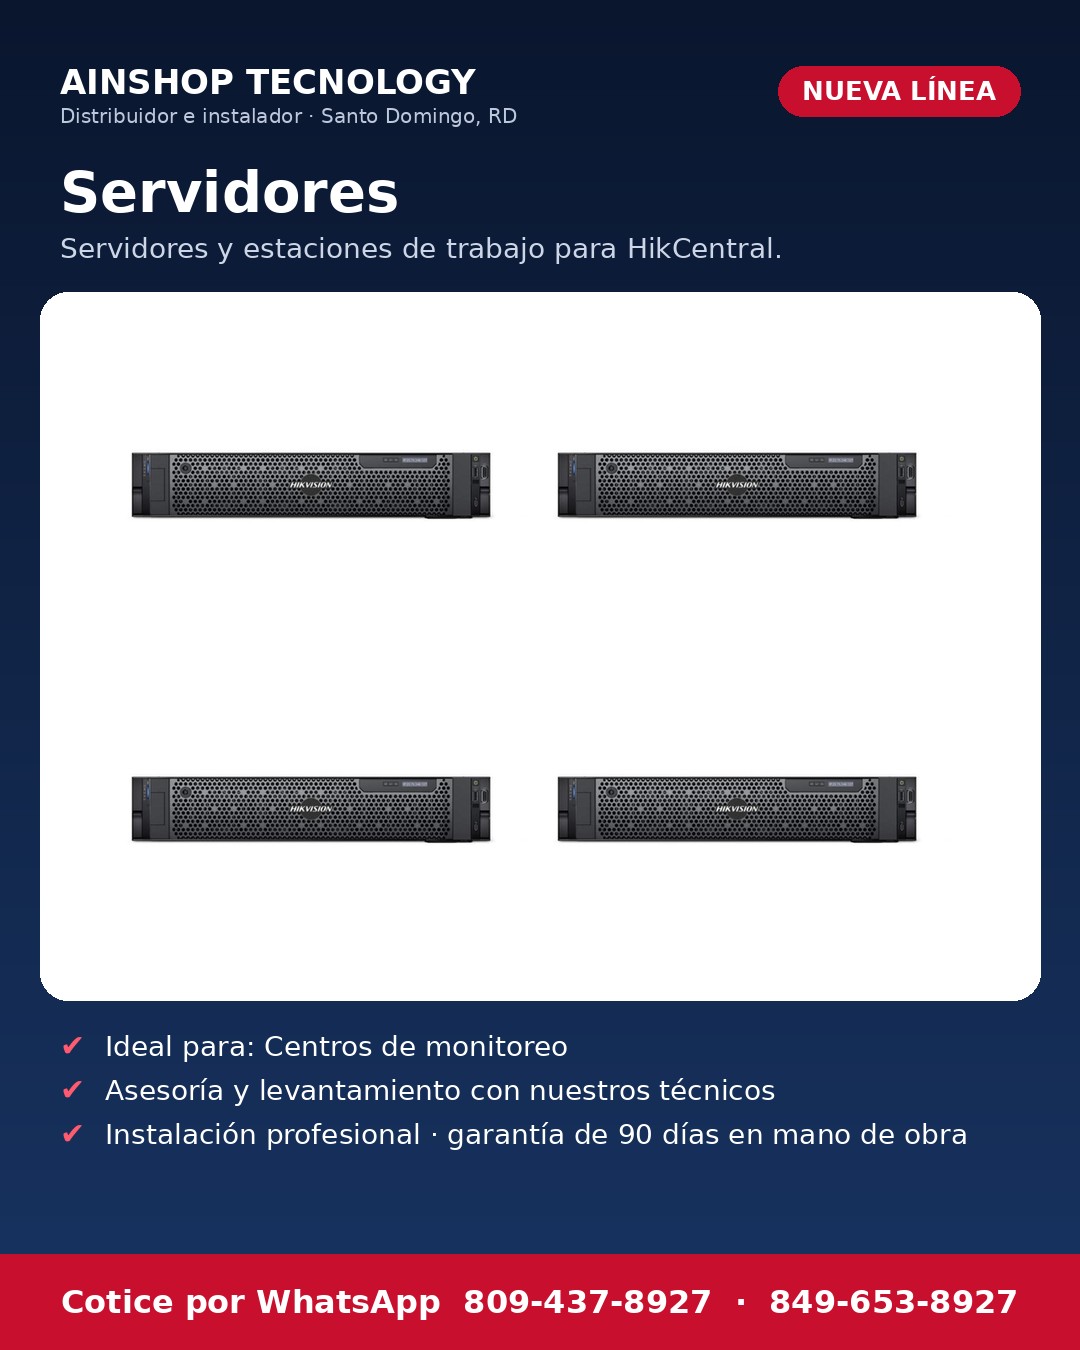 AINSHOP TECNOLOGY
NUEVA LÍNEA
Distribuidor e instalador · Santo Domingo, RD
Servidores
Servidores y estaciones de trabajo para HikCentral.
HIKVISION
HIKVISION
HIKVISION
HIKVISION
✔ Ideal para: Centros de monitoreo
✔ Asesoría y levantamiento con nuestros técnicos
✔ Instalación profesional · garantía de 90 días en mano de obra
Cotice por WhatsApp 809-437-8927 · 849-653-8927